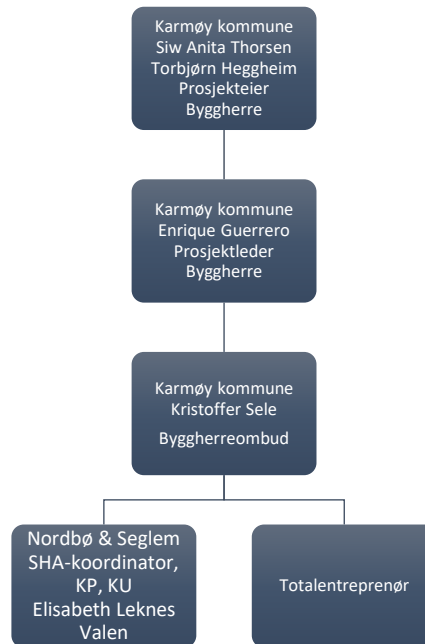 Karmøy kommune
Siw Anita Thorsen
Torbjørn Heggheim
Prosjekteier
Byggherre
Karmøy kommune
Enrique Guerrero
Prosjektleder
Byggherre
Karmøy kommune
Kristoffer Sele
Byggherreombud
Nordbø & Seglem
SHA-koordinator,
KP, KU
Elisabeth Leknes
Valen
Totalentreprenør